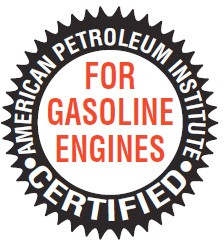 AMERICAN PETROLEUM INSTITUTE
FOR
GASOLINE
ENGINES
• CERTIFIED •